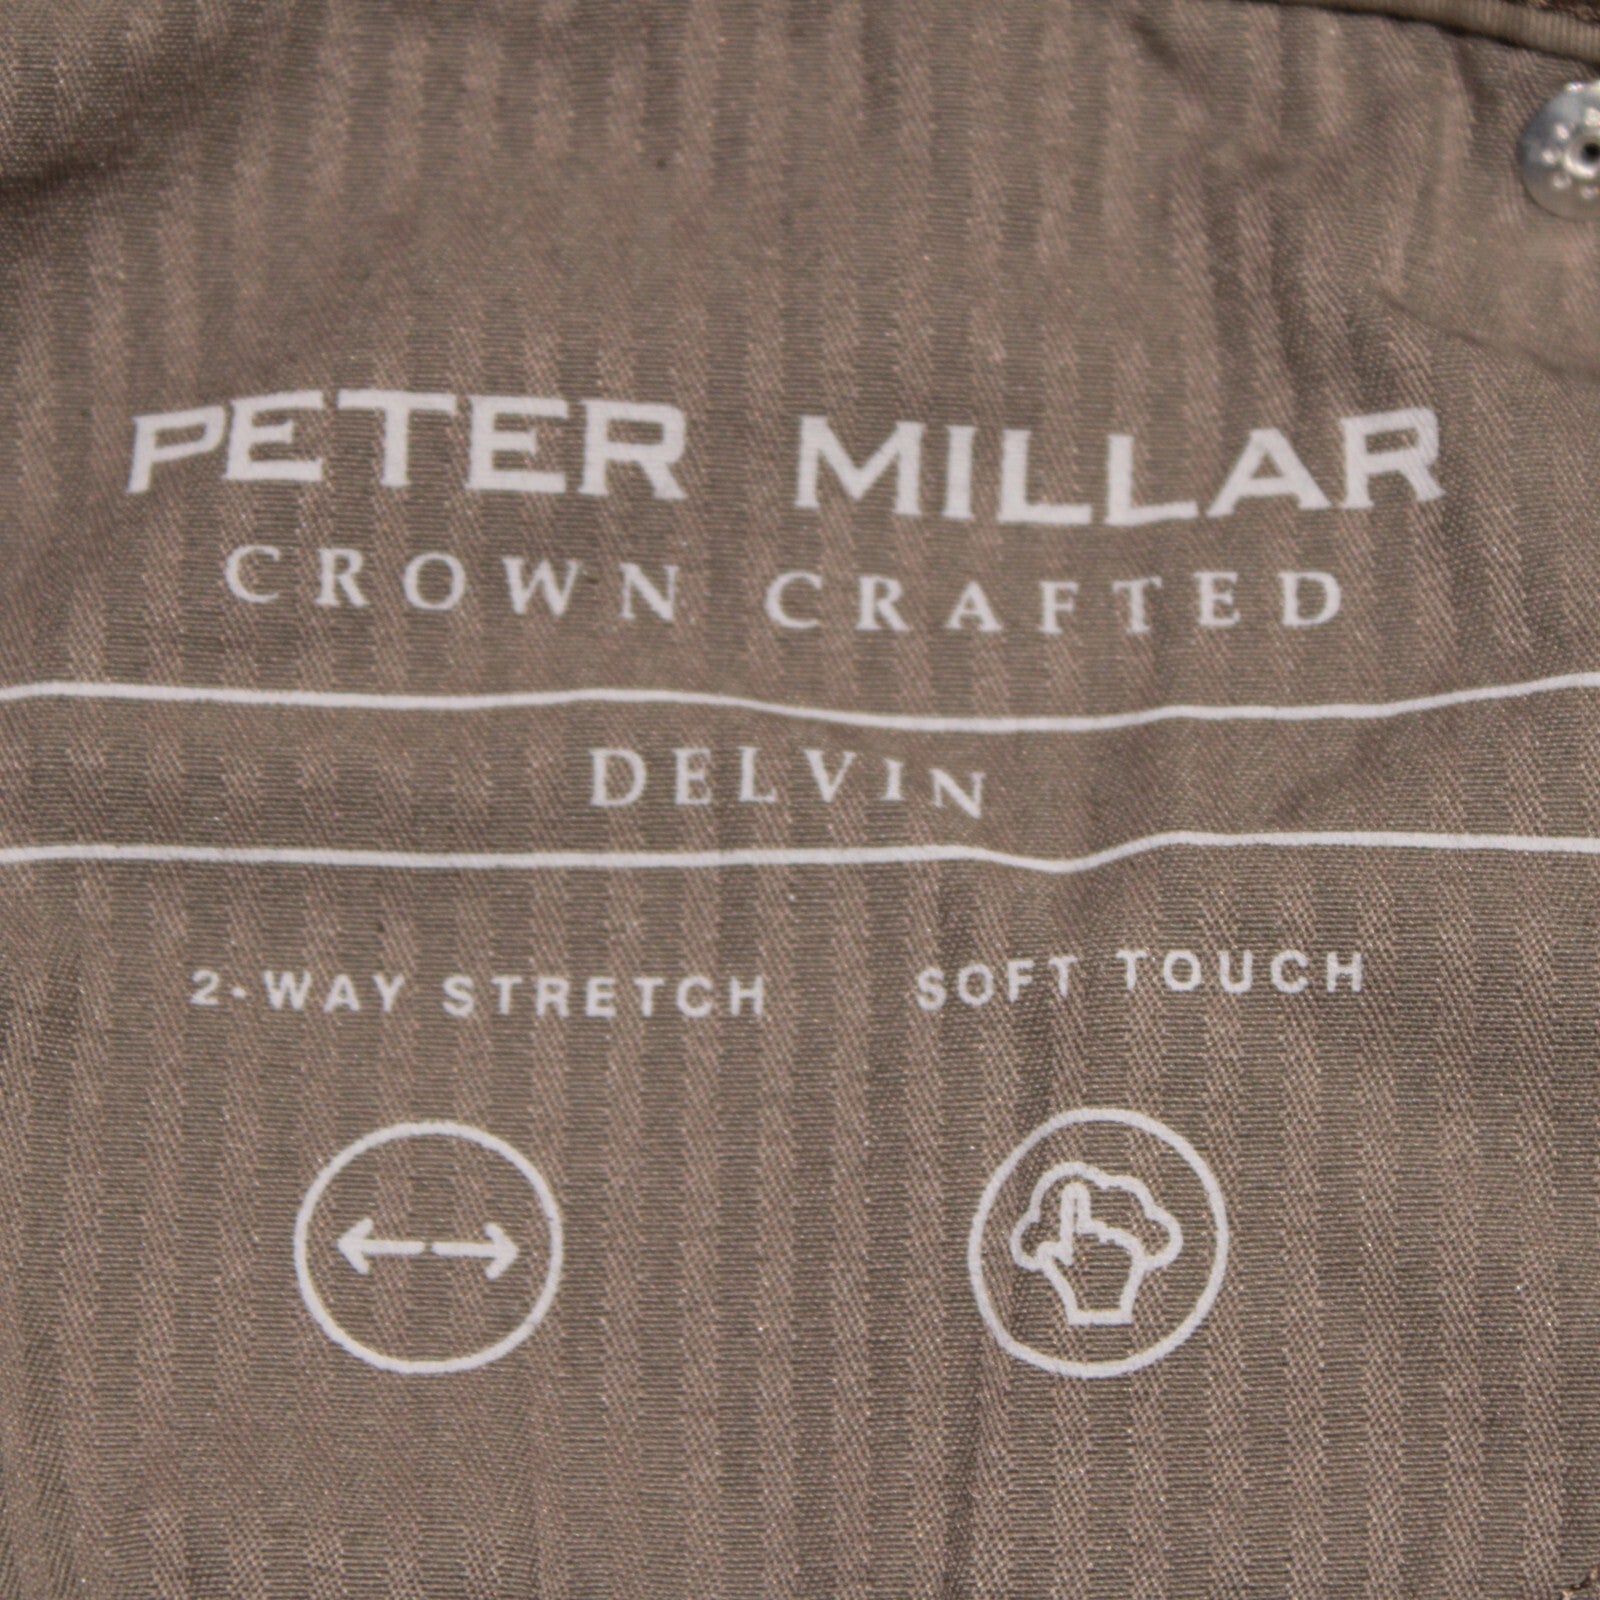 PETER MILLAR
CROWN CRAFTED
DELVIN
2-WAY STRETCH SOFT TOUCH